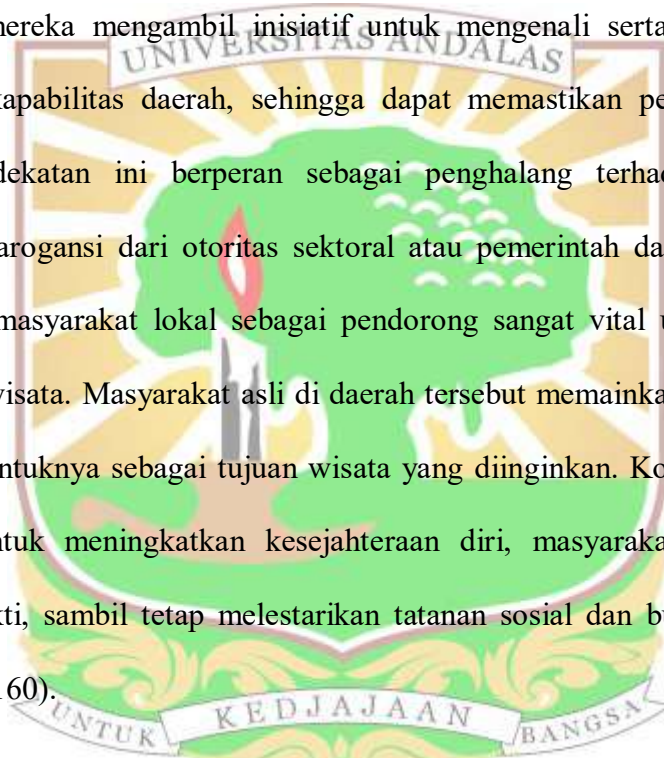 mereka mengambil inisiatif untuk mengenali serta
UNIVERSITAS ANDALAS
kapabilitas daerah, sehingga dapat memastikan pe
dekatan ini berperan sebagai penghalang terhad
arogansi dari otoritas sektoral atau pemerintah da
masyarakat lokal sebagai pendorong sangat vital u
wisata. Masyarakat asli di daerah tersebut memainka
ntuknya sebagai tujuan wisata yang diinginkan. Ko
tuk meningkatkan kesejahteraan diri, masyaraka
kti, sambil tetap melestarikan tatanan sosial dan bu
160).
UNTUK KEDJAJAAN BANGSA